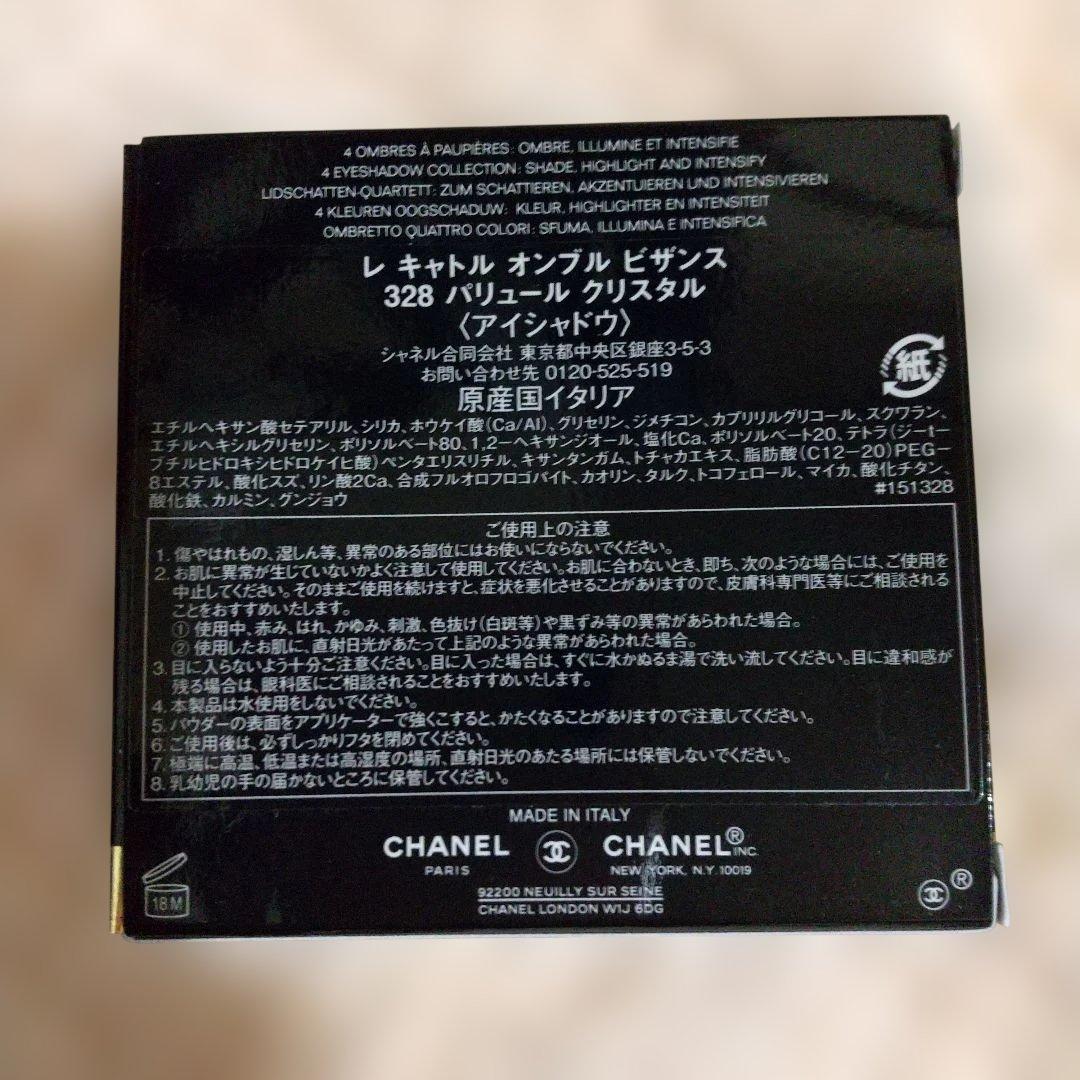 4 OMBRES À PAUPIÈRES: OMBRE, ILLUMINE ET INTENSIFIE
4 EYESHADOW COLLECTION: SHADE, HIGHLIGHT AND INTENSIFY
LIDSCHATTEN-QUARTETT: ZUM SCHATTIEREN, AKZENTUIEREN UND INTENSIVIEREN
4 KLEUREN OOGSCHADUW: KLEUR, HIGHLIGHTER EN INTENSITEIT
OMBRETTO QUATTRO COLORI: SFUMA, ILLUMINA E INTENSIFICA
レ キャトル オンブル ビザンス
328 パリュール クリスタル
〈アイシャドウ〉
シャネル合同会社 東京都中央区銀座3-5-3
お問い合わせ先 0120-525-519
原産国イタリア
紙
エチルヘキサン酸セテアリル、シリカ、ホウケイ酸(Ca/Al)、グリセリン、ジメチコン、カプリリルグリコール、スクワラン、
エチルヘキシルグリセリン、ポリソルベート80、1,2-ヘキサンジオール、塩化Ca、ポリソルベート20、テトラ(ジ-t-
ブチルヒドロキシヒドロケイヒ酸)ペンタエリスリチル、キサンタンガム、トチャカエキス、脂肪酸(C12-20)PEG-
8エステル、酸化スズ、リン酸2Ca、合成フルオロフロゴパイト、カオリン、タルク、トコフェロール、マイカ、酸化チタン、
酸化鉄、カルミン、グンジョウ
#151328
ご使用上の注意
1. 傷やはれもの、湿しん等、異常のある部位にはお使いにならないでください。
2. お肌に異常が生じていないかよく注意して使用してください。お肌に合わないとき、即ち、次のような場合には、ご使用を
中止してください。そのままご使用を続けますと、症状を悪化させることがありますので、皮膚科専門医等にご相談される
ことをおすすめいたします。
① 使用中、赤み、はれ、かゆみ、刺激、色抜け(白斑等)や黒ずみ等の異常があらわれた場合。
② 使用したお肌に、直射日光があたって上記のような異常があらわれた場合。
3. 目に入らないよう十分ご注意ください。目に入った場合は、すぐに水かぬるま湯で洗い流してください。目に違和感が
残る場合は、眼科医にご相談されることをおすすめいたします。
4. 本製品は水使用をしないでください。
5. パウダーの表面をアプリケーターで強くこすると、かたくなることがありますので注意してください。
6. ご使用後は、必ずしっかりフタを閉めてください。
7. 極端に高温、低温または高湿度の場所、直射日光のあたる場所には保管しないでください。
8. 乳幼児の手の届かないところに保管してください。
MADE IN ITALY
CHANEL CHANEL® INC.
PARIS NEW YORK, N.Y. 10019
92200 NEUILLY SUR SEINE
CHANEL LONDON W1J 6DG
18 M
®